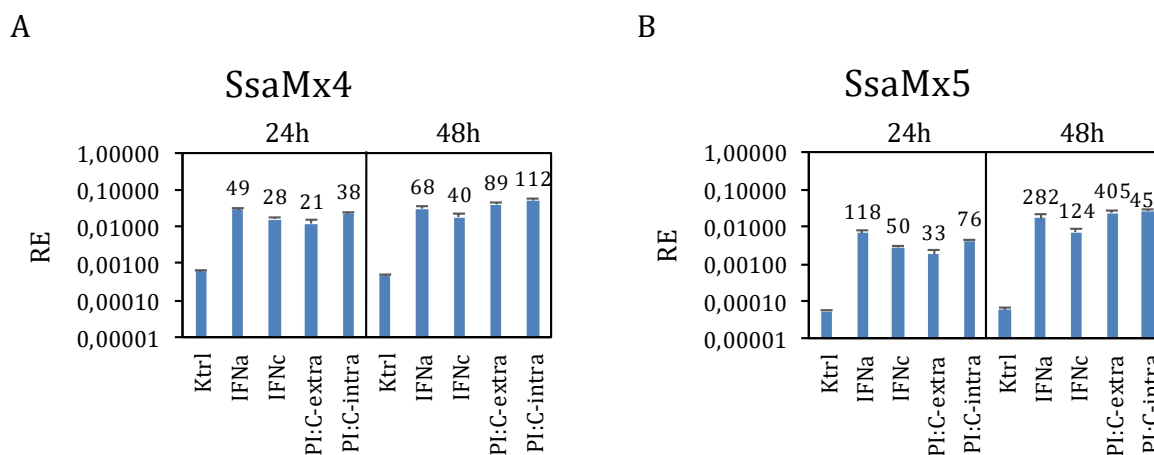 A
B
SsaMx4
24h 48h
RE
1,00000
0,10000
0,01000
0,00100
0,00010
0,00001
49 28 21 38 68 40 89 112
Ktrl
IFNa
IFNc
PI:C-extra
PI:C-intra
Ktrl
IFNa
IFNc
PI:C-extra
PI:C-intra
SsaMx5
24h 48h
RE
1,00000
0,10000
0,01000
0,00100
0,00010
0,00001
118 50 33 76 282 124 405 45
Ktrl
IFNa
IFNc
PI:C-extra
PI:C-intra
Ktrl
IFNa
IFNc
PI:C-extra
PI:C-intra